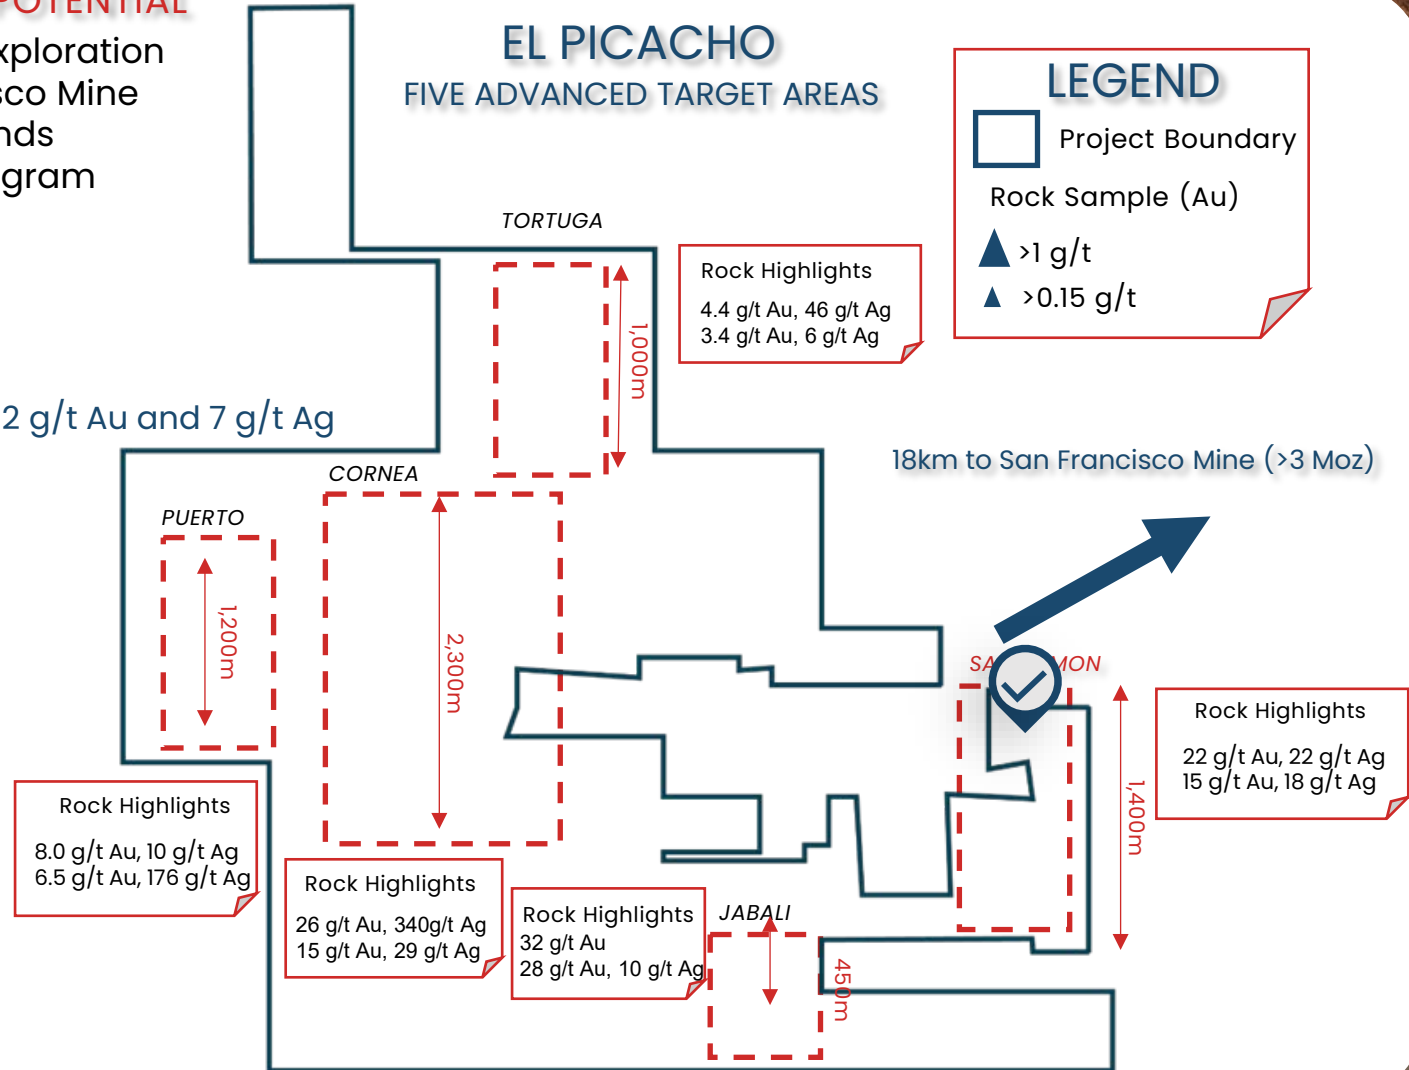 POTENTIAL
xploration
sco Mine
nds
gram
EL PICACHO
FIVE ADVANCED TARGET AREAS
LEGEND
Project Boundary
Rock Sample (Au)
>1 g/t
>0.15 g/t
TORTUGA
Rock Highlights
4.4 g/t Au, 46 g/t Ag
3.4 g/t Au, 6 g/t Ag
1,000m
2 g/t Au and 7 g/t Ag
18km to San Francisco Mine (>3 Moz)
CORNEA
PUERTO
1,200m
2,300m
Rock Highlights
22 g/t Au, 22 g/t Ag
15 g/t Au, 18 g/t Ag
1,400m
Rock Highlights
8.0 g/t Au, 10 g/t Ag
6.5 g/t Au, 176 g/t Ag
Rock Highlights
26 g/t Au, 340g/t Ag
15 g/t Au, 29 g/t Ag
Rock Highlights
32 g/t Au
28 g/t Au, 10 g/t Ag
JABALI
450m